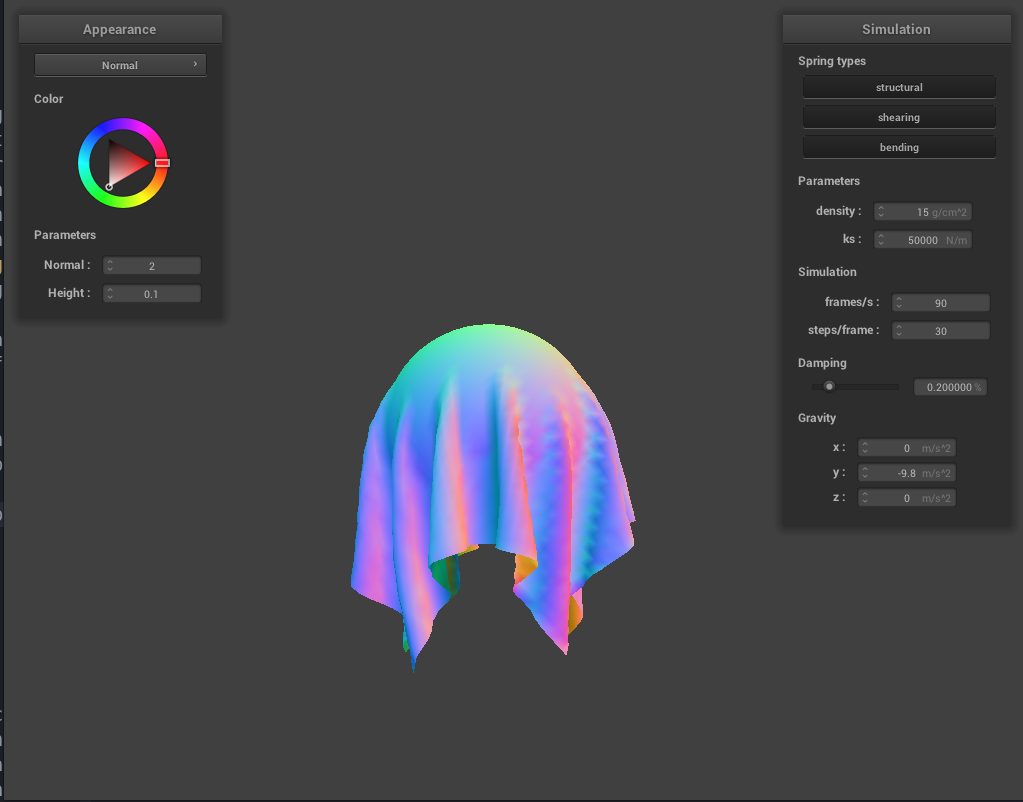 Appearance
Normal
Color
Parameters
Normal : 2
Height : 0.1
Simulation
Spring types
structural
shearing
bending
Parameters
density : 15 g/cm^2
ks : 50000 N/m
Simulation
frames/s : 90
steps/frame : 30
Damping
0.200000 %
Gravity
x : 0 m/s^2
y : -9.8 m/s^2
z : 0 m/s^2